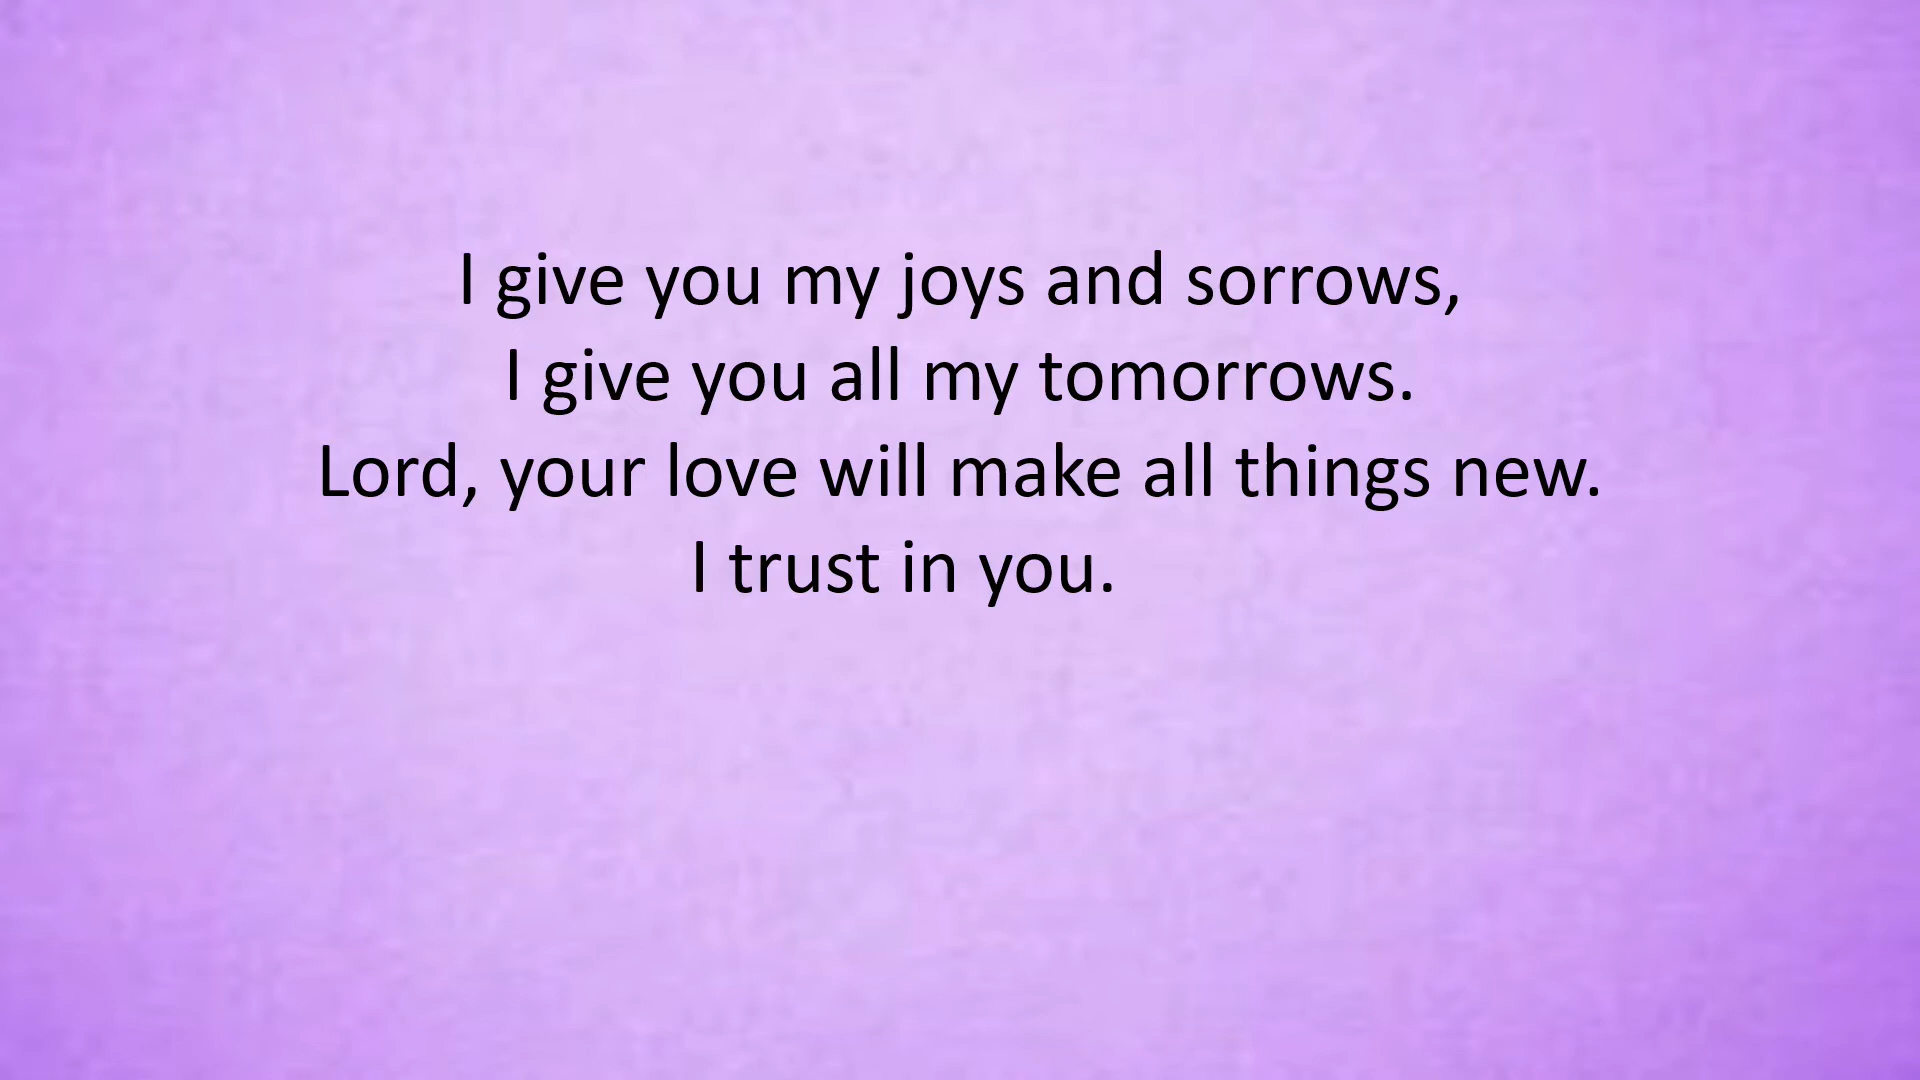 I give you my joys and sorrows,
I give you all my tomorrows.
Lord, your love will make all things new.
I trust in you.